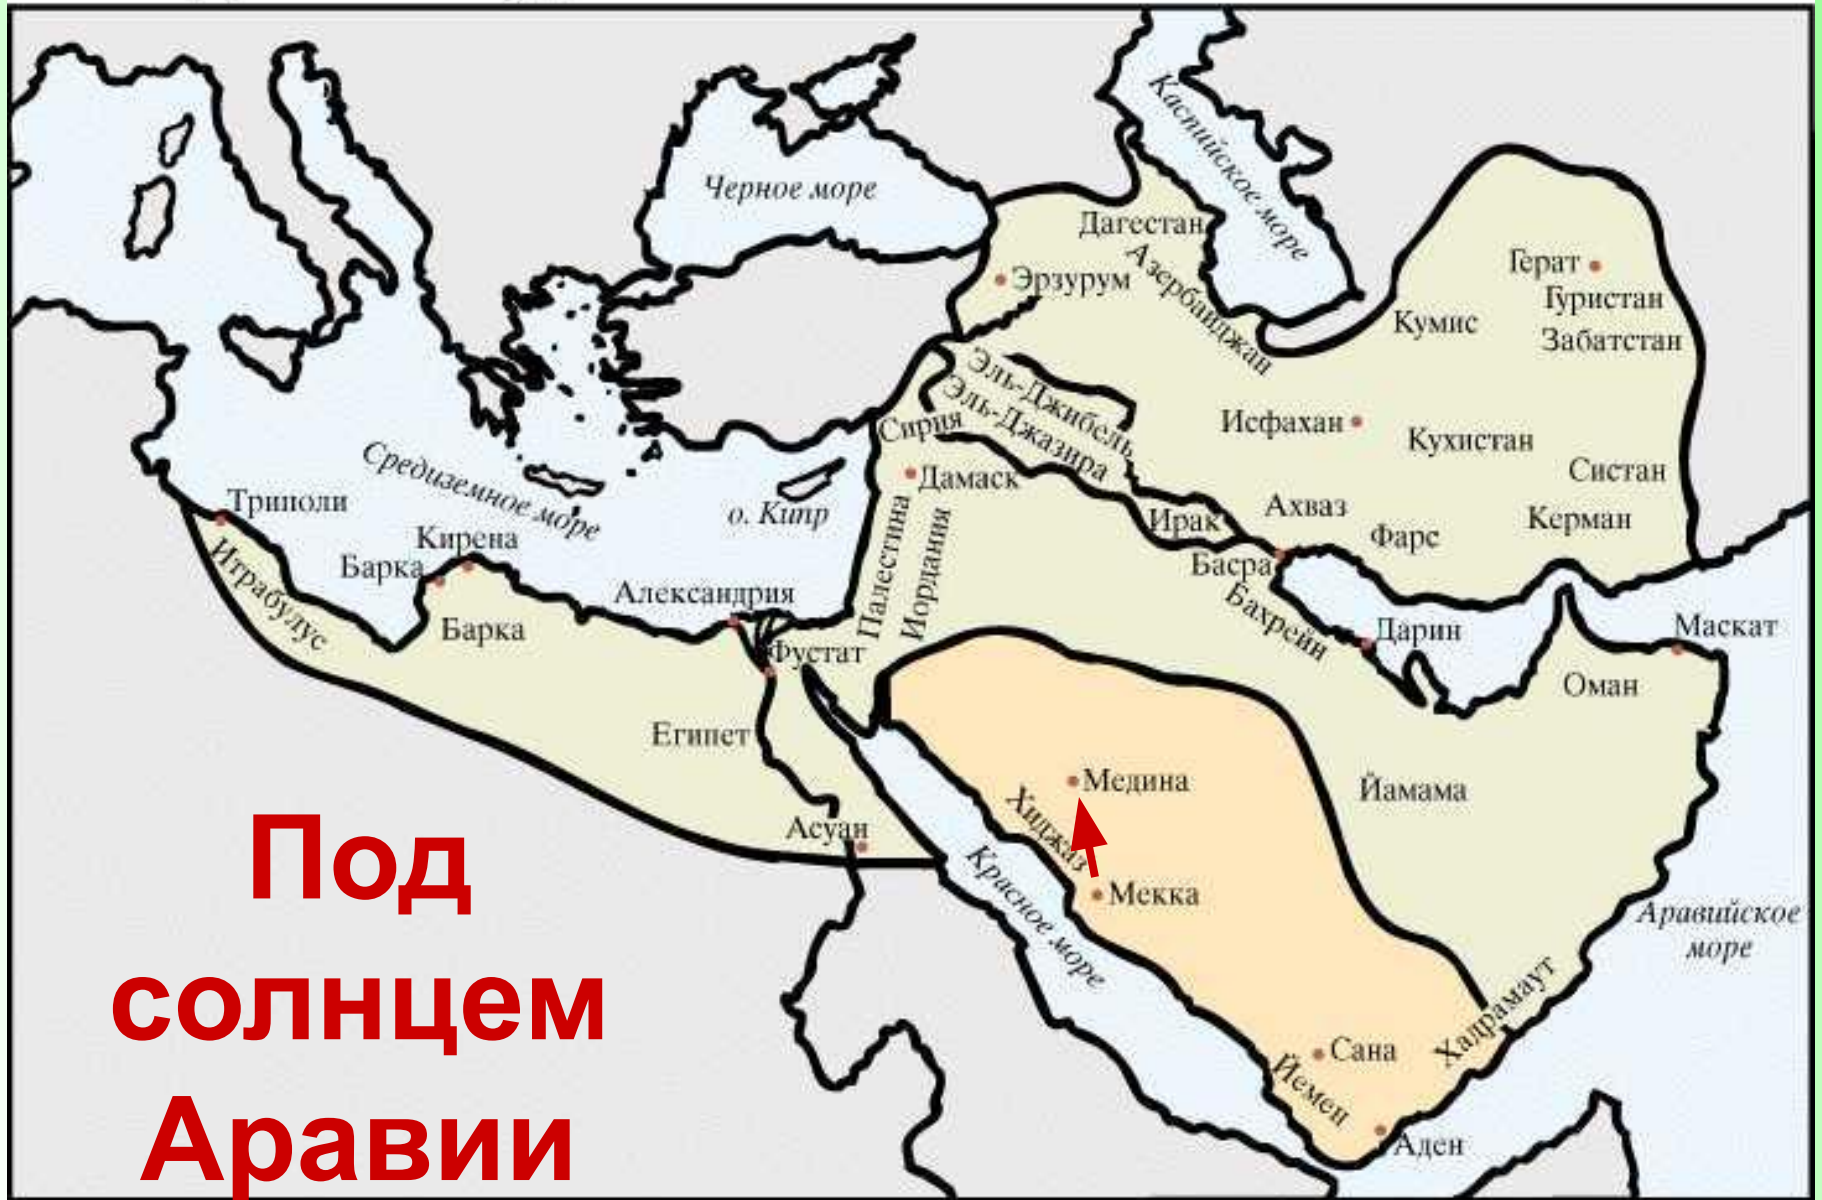 Каспийское море
Черное море
Дагестан
Азербайджан
Эрзурум
Герат
Гуристан
Забатстан
Кумис
Эль-Джибель
Эль-Джазира
Сирия
Исфахан
Кухистан
Систан
Средиземное море
Дамаск
Триполи
о. Кипр
Ахваз
Керман
Ирак
Фарс
Кирена
Барка
Итрабулус
Басра
Палестина
Иордания
Александрия
Бахрейн
Барка
Дарин
Маскат
Фустат
Оман
Египет
Медина
Йамама
Хиджаз
Асуан
Мекка
Красное море
Аравийское
море
Хадрамаут
Сана
Йемен
Аден
Под
солнцем
Аравии